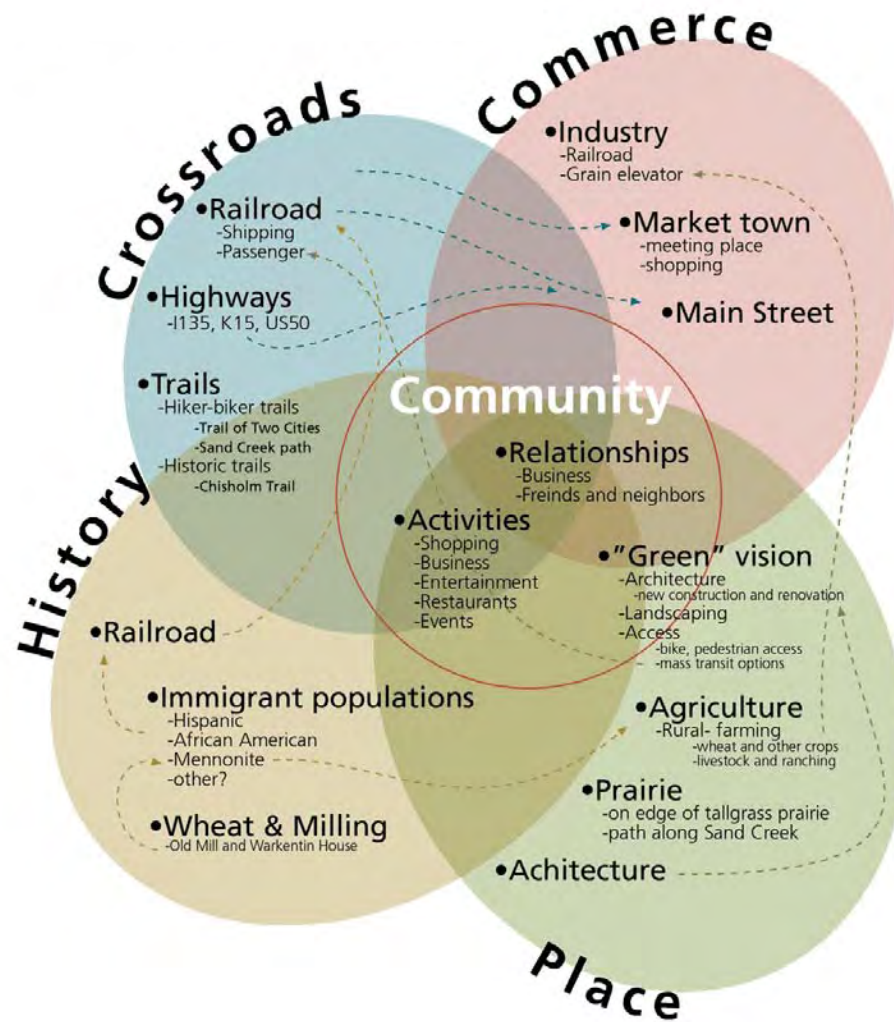 Crossroads
•Railroad
-Shipping
-Passenger
•Highways
-I135, K15, US50
•Trails
-Hiker-biker trails
-Trail of Two Cities
-Sand Creek path
-Historic trails
-Chisholm Trail
Commerce
•Industry
-Railroad
-Grain elevator
•Market town
-meeting place
-shopping
•Main Street
Community
•Relationships
-Business
-Freinds and neighbors
•Activities
-Shopping
-Business
-Entertainment
-Restaurants
-Events
History
•Railroad
•Immigrant populations
-Hispanic
-African American
-Mennonite
-other?
•Wheat & Milling
-Old Mill and Warkentin House
•"Green" vision
-Architecture
-new construction and renovation
-Landscaping
-Access
-bike, pedestrian access
-mass transit options
•Agriculture
-Rural- farming
-wheat and other crops
-livestock and ranching
•Prairie
-on edge of tallgrass prairie
-path along Sand Creek
•Achitecture
Place